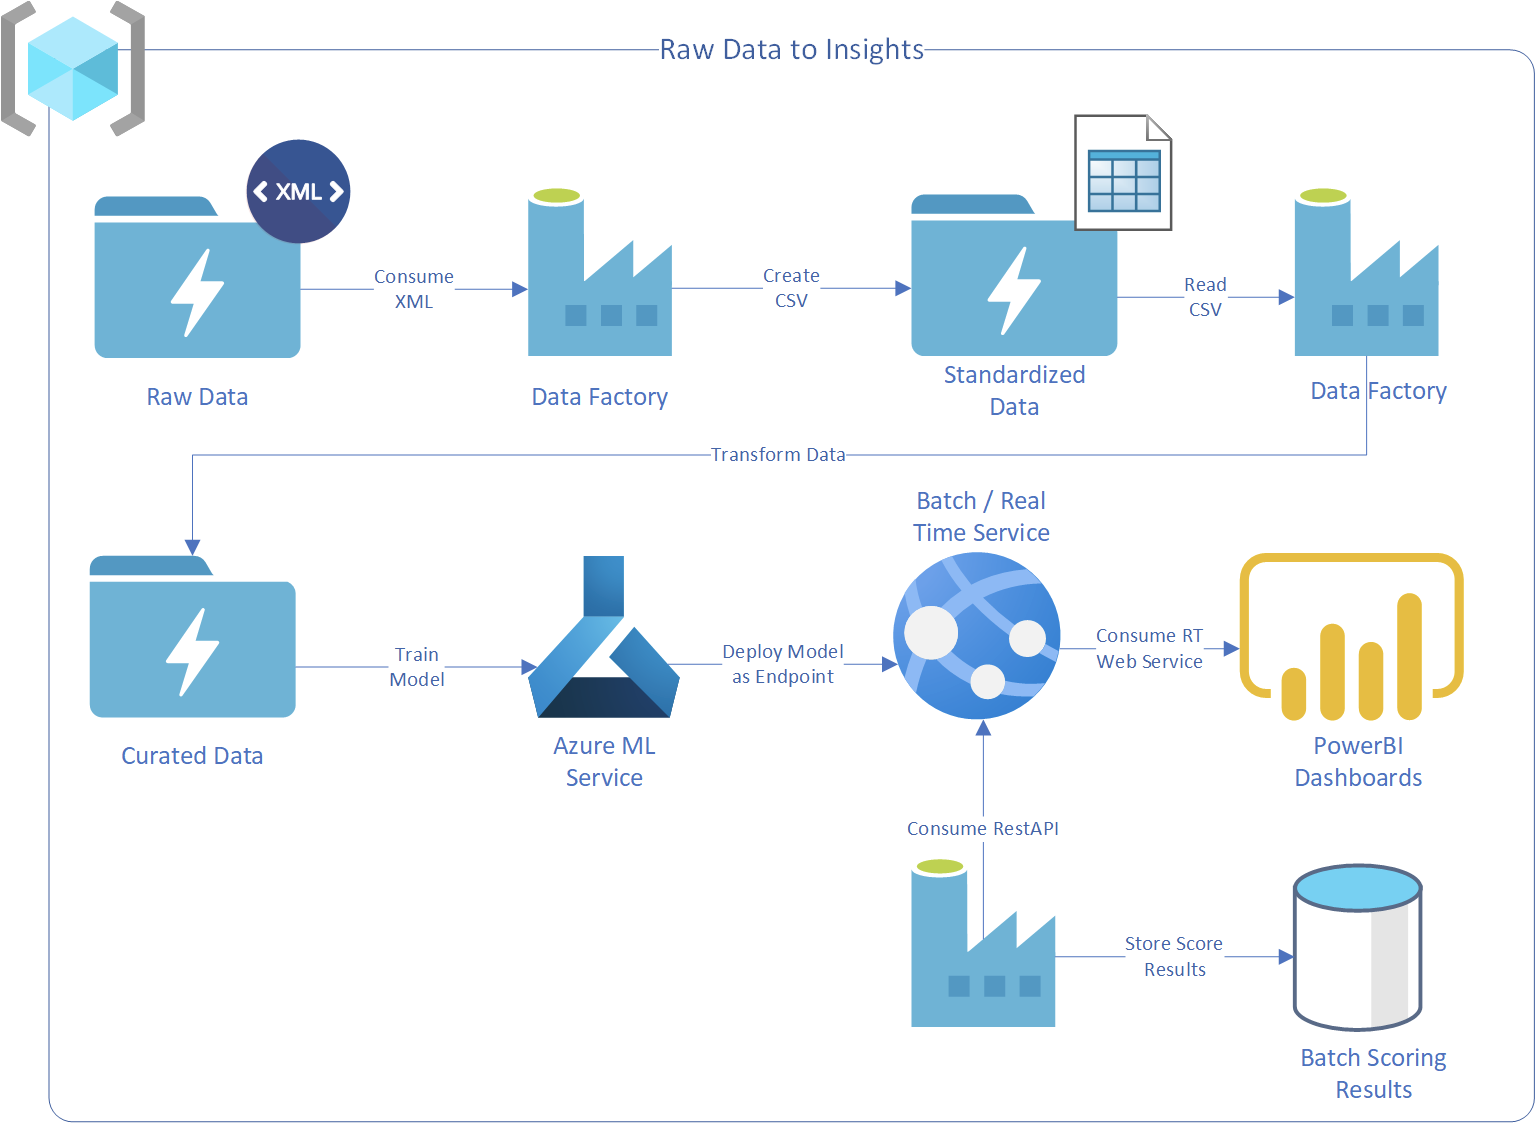 Raw Data to Insights
< XML >
Consume
XML
Create
CSV
Read
CSV
Raw Data
Data Factory
Standardized
Data
Data Factory
Transform Data
Batch / Real
Time Service
Train
Model
Deploy Model
as Endpoint
Consume RT
Web Service
Curated Data
Azure ML
Service
PowerBI
Dashboards
Consume RestAPI
Store Score
Results
Batch Scoring
Results